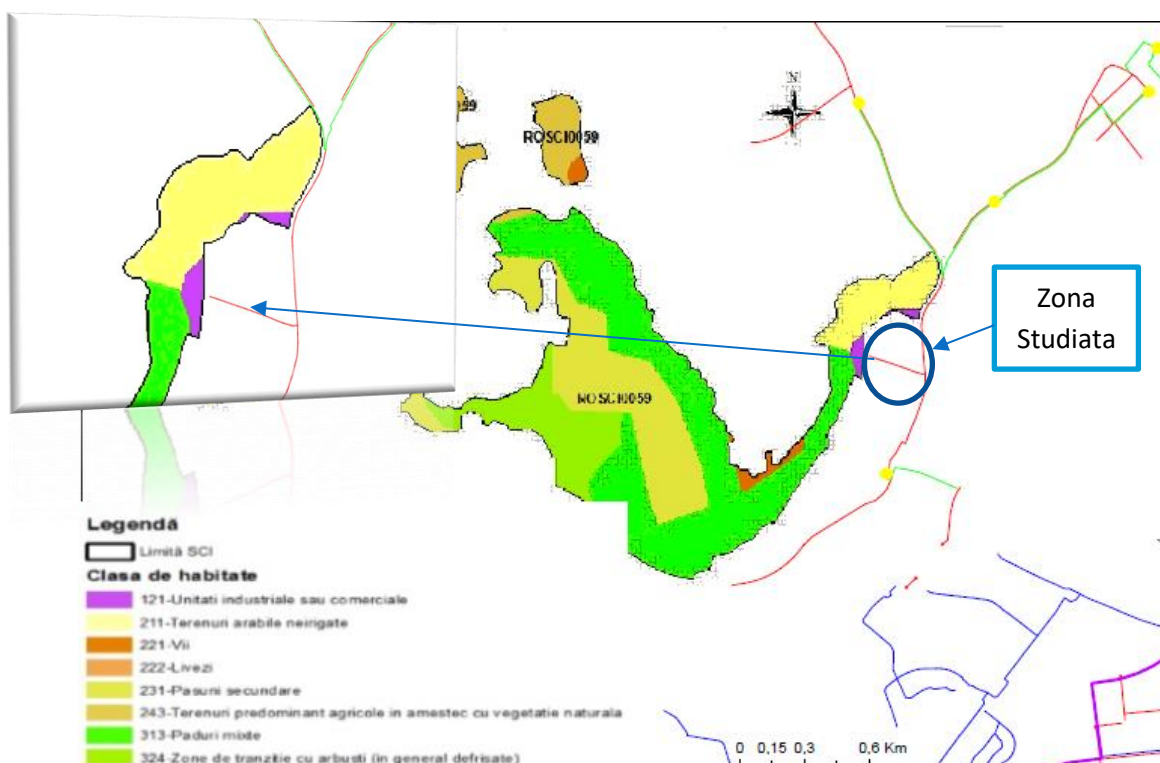 N
59
ROSCI0059
ROSCI0059
Zona
Studiata
Legendă
Limită SCI
Clasa de habitate
121-Unitati industriale sau comerciale
211-Terenuri arabile neirigate
221-Vii
222-Livezi
231-Pasuni secundare
243-Terenuri predominant agricole in amestec cu vegetatie naturala
313-Paduri mixte
324-Zone de tranzitie cu arbusti (in general defrisate)
0 0,15 0,3 0,6 Km